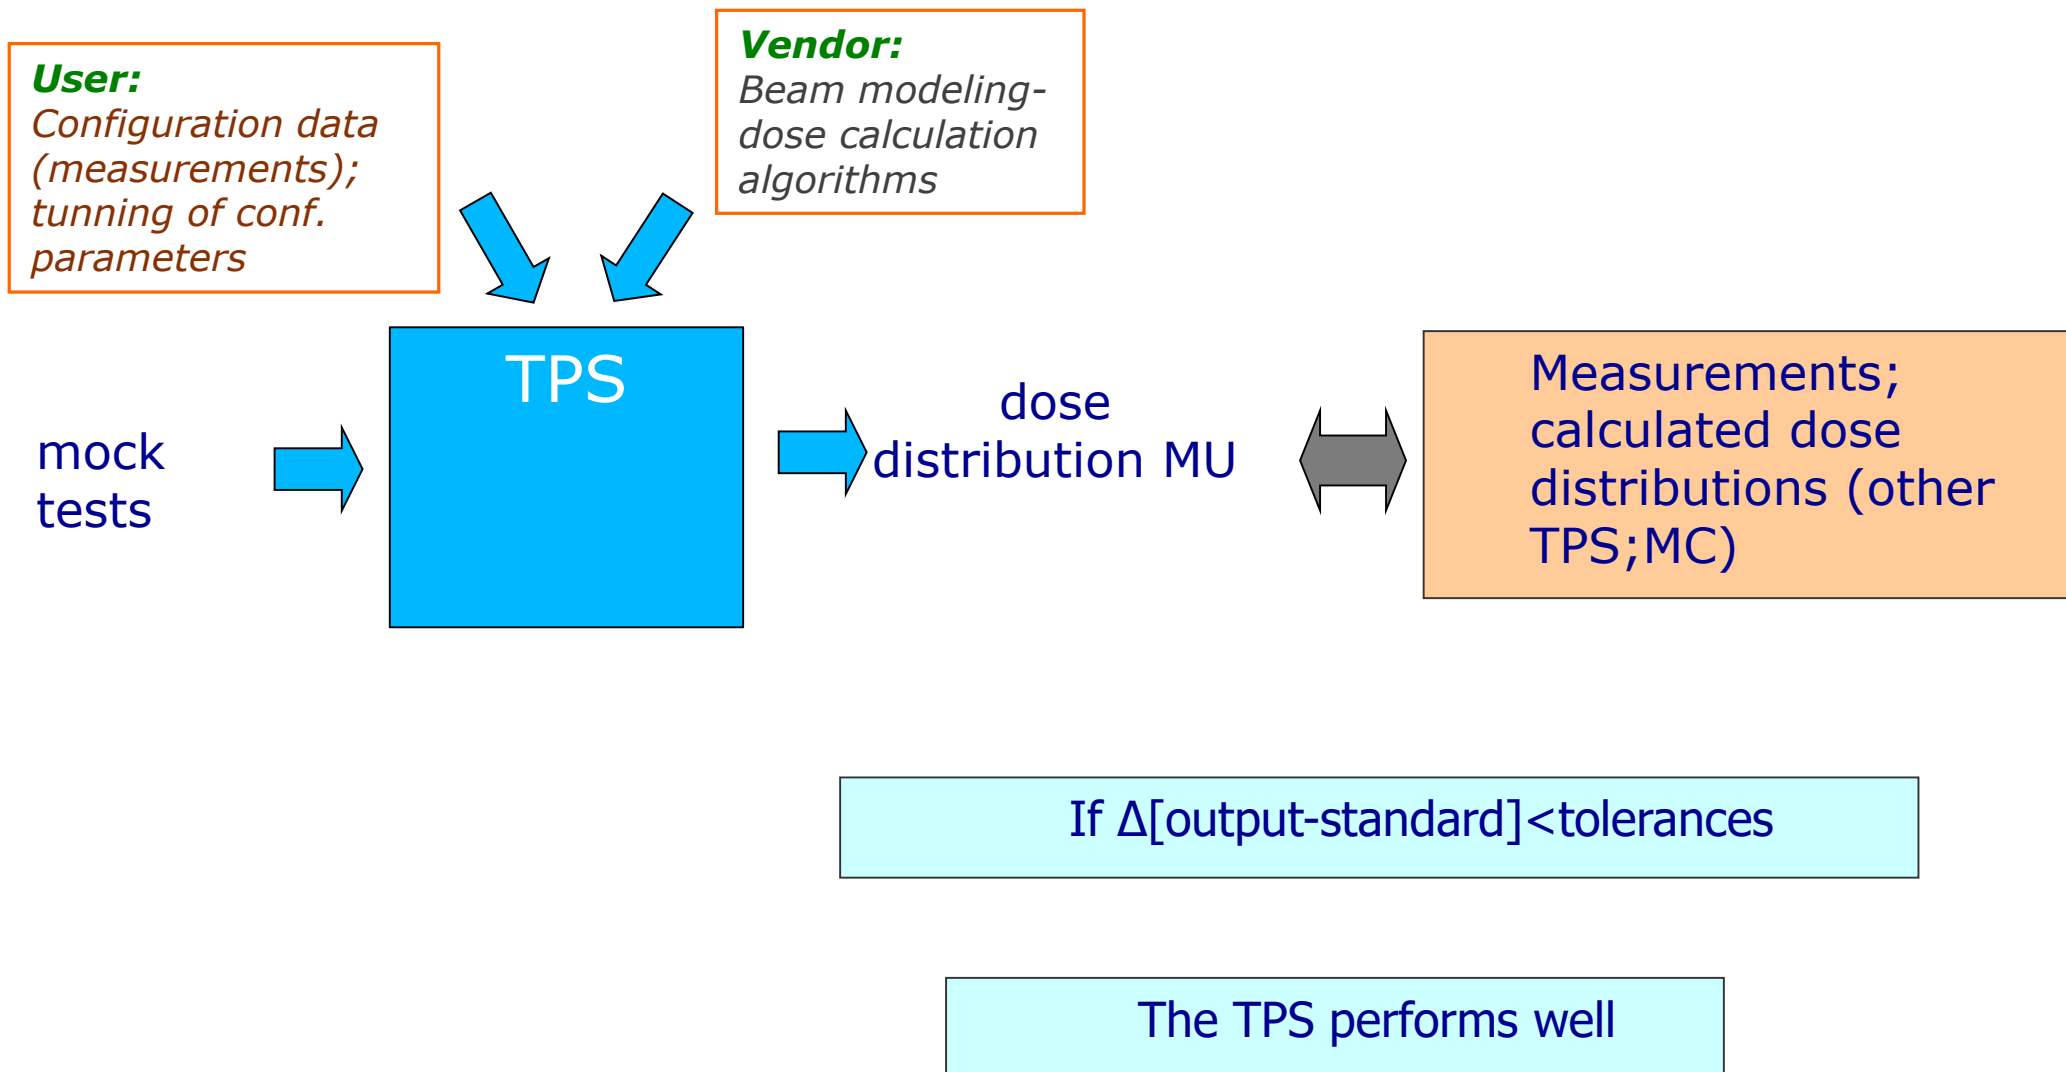 User:
Configuration data
(measurements);
tunning of conf.
parameters
Vendor:
Beam modeling-
dose calculation
algorithms
TPS
mock
tests
dose
distribution MU
Measurements;
calculated dose
distributions (other
TPS;MC)
If Δ[output-standard]<tolerances
The TPS performs well